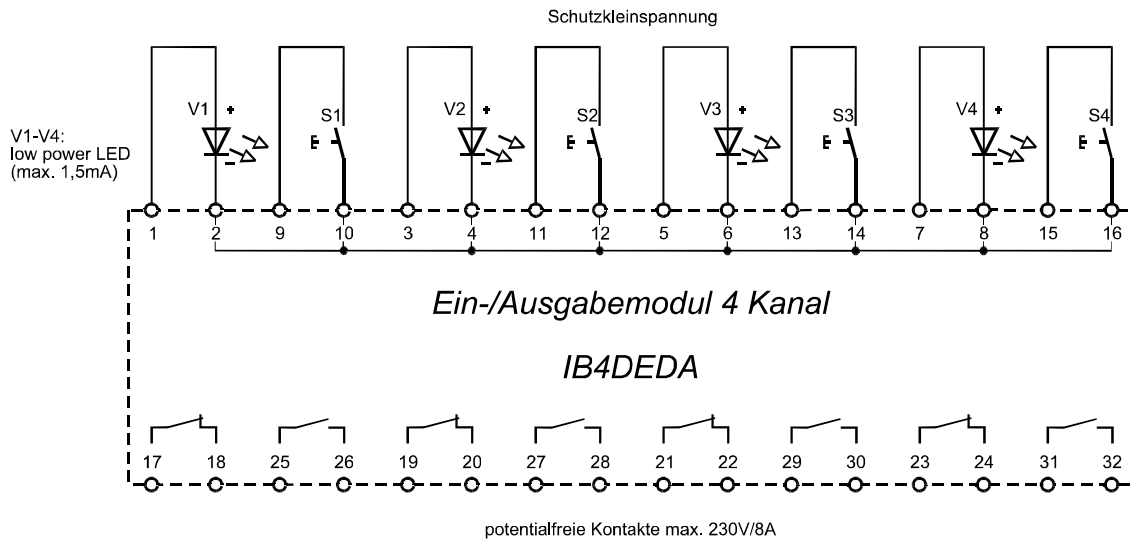 Schutzkleinspannung
V1 + S1 V2 + S2 V3 + S3 V4 + S4
V1-V4:
low power LED
(max. 1,5mA)
E E E E
- - - -
1 2 9 10 3 4 11 12 5 6 13 14 7 8 15 16
Ein-/Ausgabemodul 4 Kanal
IB4DEDA
17 18 25 26 19 20 27 28 21 22 29 30 23 24 31 32
potentialfreie Kontakte max. 230V/8A